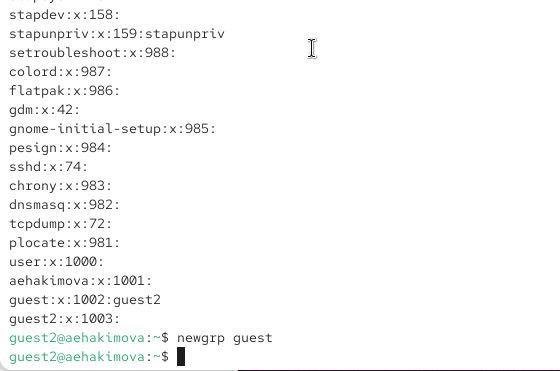 stapdev:x:158:
stapunpriv:x:159:stapunpriv
setroubleshoot:x:988:
colord:x:987:
flatpak:x:986:
gdm:x:42:
gnome-initial-setup:x:985:
pesign:x:984:
sshd:x:74:
chrony:x:983:
dnsmasq:x:982:
tcpdump:x:72:
plocate:x:981:
user:x:1000:
aehakimova:x:1001:
guest:x:1002:guest2
guest2:x:1003:
guest2@aehakimova:~$ newgrp guest
guest2@aehakimova:~$